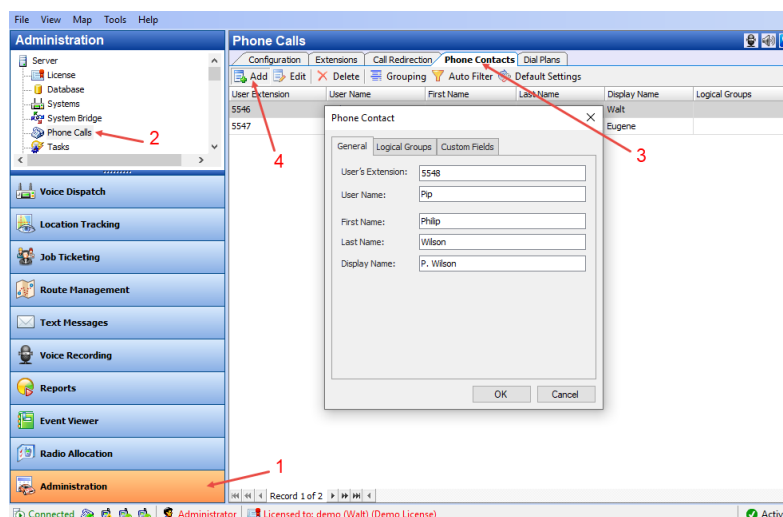 File View Map Tools Help
Administration
Phone Calls
Server
License
Database
Systems
System Bridge
Phone Calls
Tasks
2
Configuration Extensions Call Redirection Phone Contacts Dial Plans
Add Edit Delete Grouping Auto Filter Default Settings
User Extension User Name First Name Last Name Display Name Logical Groups
5546 Walt
5547 Eugene
4
3
Phone Contact
General Logical Groups Custom Fields
User's Extension: 5548
User Name: Pip
First Name: Philip
Last Name: Wilson
Display Name: P. Wilson
OK Cancel
Voice Dispatch
Location Tracking
Job Ticketing
Route Management
Text Messages
Voice Recording
Reports
Event Viewer
Radio Allocation
Administration
1
Record 1 of 2
Connected Administrator Licensed to: demo (Walt) (Demo License) Activ